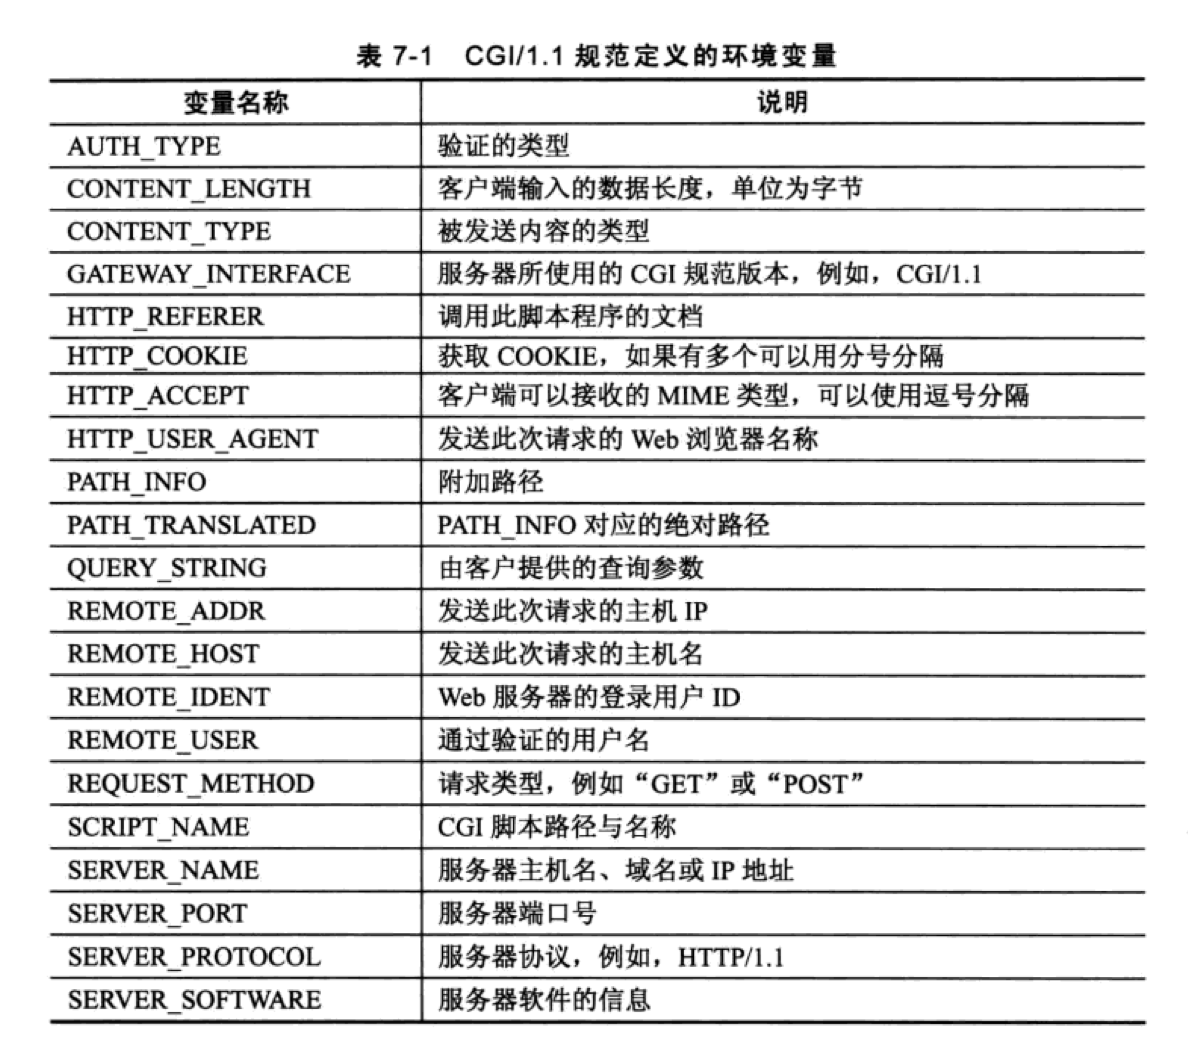 表 7-1 CGI/1.1 规范定义的环境变量
变量名称 说明
AUTH_TYPE 验证的类型
CONTENT_LENGTH 客户端输入的数据长度，单位为字节
CONTENT_TYPE 被发送内容的类型
GATEWAY_INTERFACE 服务器所使用的 CGI 规范版本，例如，CGI/1.1
HTTP_REFERER 调用此脚本程序的文档
HTTP_COOKIE 获取 COOKIE，如果有多个可以用分号分隔
HTTP_ACCEPT 客户端可以接收的 MIME 类型，可以使用逗号分隔
HTTP_USER_AGENT 发送此次请求的 Web 浏览器名称
PATH_INFO 附加路径
PATH_TRANSLATED PATH_INFO 对应的绝对路径
QUERY_STRING 由客户提供的查询参数
REMOTE_ADDR 发送此次请求的主机 IP
REMOTE_HOST 发送此次请求的主机名
REMOTE_IDENT Web 服务器的登录用户 ID
REMOTE_USER 通过验证的用户名
REQUEST_METHOD 请求类型，例如“GET”或“POST”
SCRIPT_NAME CGI 脚本路径与名称
SERVER_NAME 服务器主机名、域名或 IP 地址
SERVER_PORT 服务器端口号
SERVER_PROTOCOL 服务器协议，例如，HTTP/1.1
SERVER_SOFTWARE 服务器软件的信息